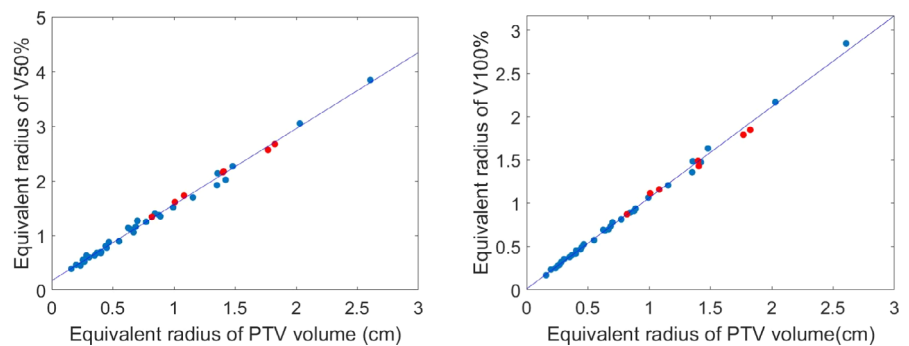 Equivalent radius of V50%
5
4
3
2
1
0
0 0.5 1 1.5 2 2.5 3
Equivalent radius of PTV volume (cm)
Equivalent radius of V100%
3
2.5
2
1.5
1
0.5
0
0 0.5 1 1.5 2 2.5 3
Equivalent radius of PTV volume(cm)